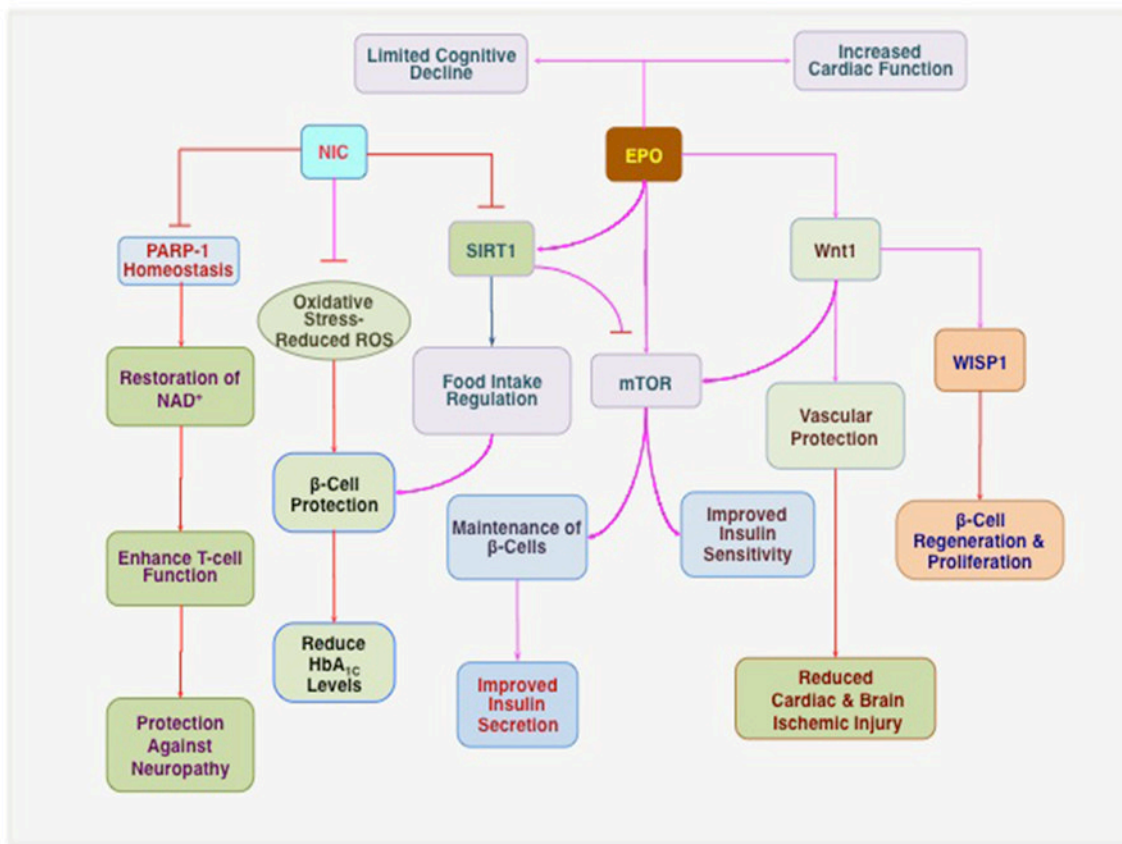 Limited Cognitive
Decline
Increased
Cardiac Function
NIC
EPO
PARP-1
Homeostasis
SIRT1
Wnt1
Oxidative
Stress-
Reduced ROS
Restoration of
NAD⁺
Food Intake
Regulation
mTOR
WISP1
Vascular
Protection
β-Cell
Protection
Maintenance of
β-Cells
Improved
Insulin
Sensitivity
β-Cell
Regeneration &
Proliferation
Enhance T-cell
Function
Reduce
HbA₁C
Levels
Improved
Insulin
Secretion
Reduced
Cardiac & Brain
Ischemic Injury
Protection
Against
Neuropathy